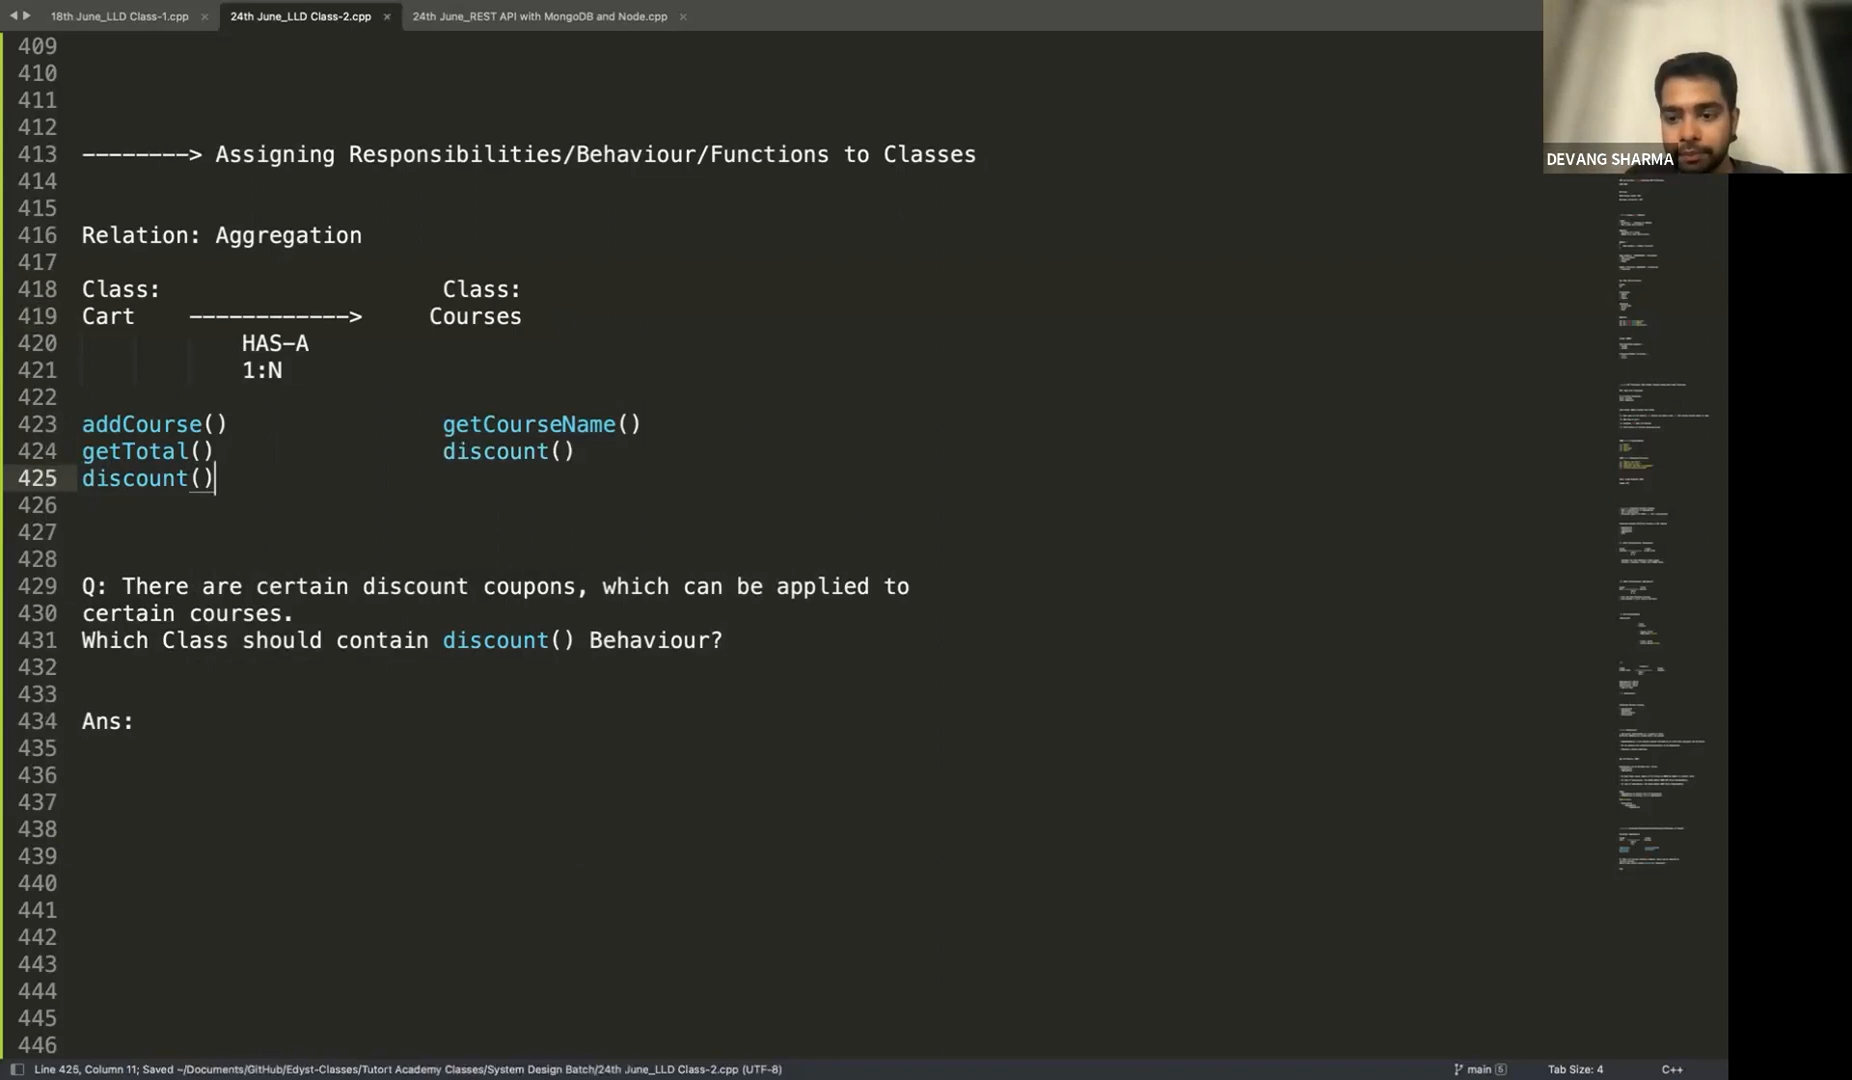 18th June_LLD Class-1.cpp × 24th June_LLD Class-2.cpp × 24th June_REST API with MongoDB and Node.cpp ×
DEVANG SHARMA
409
410
411
412
413 --------> Assigning Responsibilities/Behaviour/Functions to Classes
414
415
416 Relation: Aggregation
417
418 Class: Class:
419 Cart ------------> Courses
420 HAS-A
421 1:N
422
423 addCourse() getCourseName()
424 getTotal() discount()
425 discount()
426
427
428
429 Q: There are certain discount coupons, which can be applied to
430 certain courses.
431 Which Class should contain discount() Behaviour?
432
433
434 Ans:
435
436
437
438
439
440
441
442
443
444
445
446
Line 425, Column 11; Saved ~/Documents/GitHub/Edyst-Classes/Tutort Academy Classes/System Design Batch/24th June_LLD Class-2.cpp (UTF-8) main 5 Tab Size: 4 C++